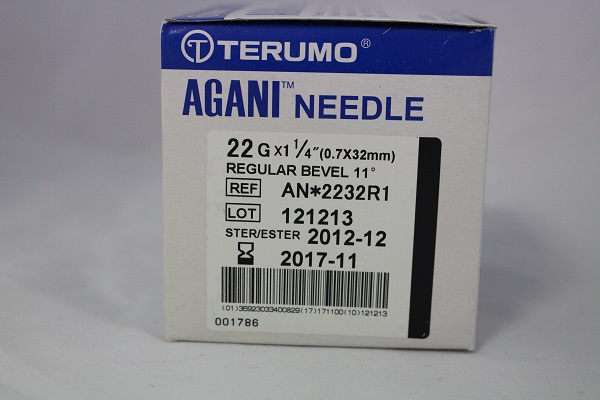 TERUMO®
AGANI™ NEEDLE
22 G x1 1/4" (0.7X32mm)
REGULAR BEVEL 11°
REF AN*2232R1
LOT 121213
STER/ESTER 2012-12
2017-11
(01)36923033400829(17)171100(10)121213
001786